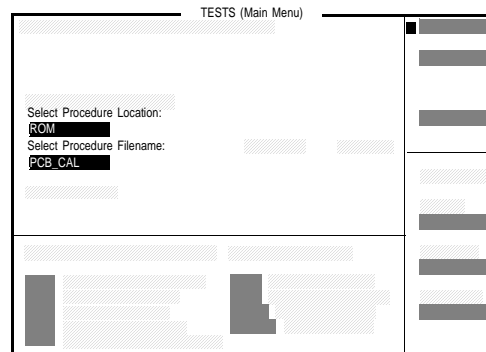 TESTS (Main Menu)
Select Procedure Location:
ROM
Select Procedure Filename:
PCB_CAL